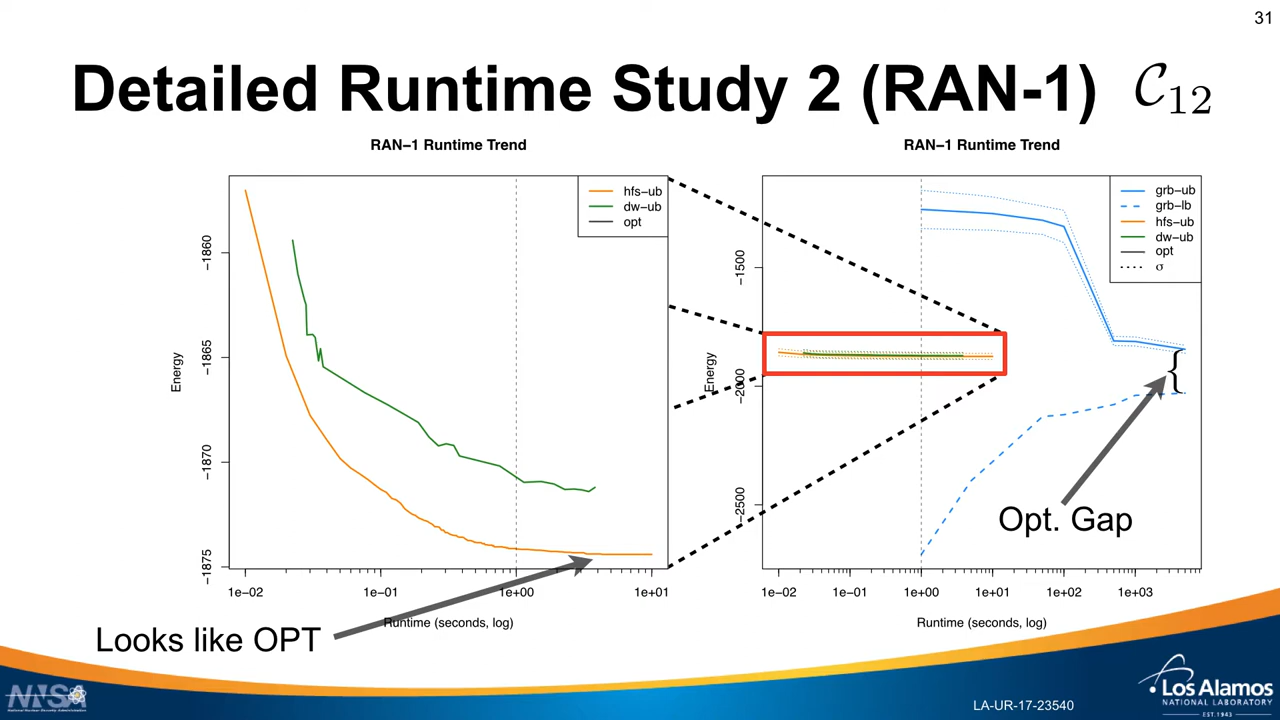 31
Detailed Runtime Study 2 (RAN-1) 𝒞12
RAN−1 Runtime Trend
hfs−ub
dw−ub
opt
Energy
−1860
−1865
−1870
−1875
1e−02 1e−01 1e+00 1e+01
Runtime (seconds, log)
Looks like OPT
RAN−1 Runtime Trend
grb−ub
grb−lb
hfs−ub
dw−ub
opt
σ
Energy
−1500
−2000
−2500
1e−02 1e−01 1e+00 1e+01 1e+02 1e+03
Runtime (seconds, log)
Opt. Gap
NNSA
LA-UR-17-23540
Los Alamos
NATIONAL LABORATORY
EST.1943